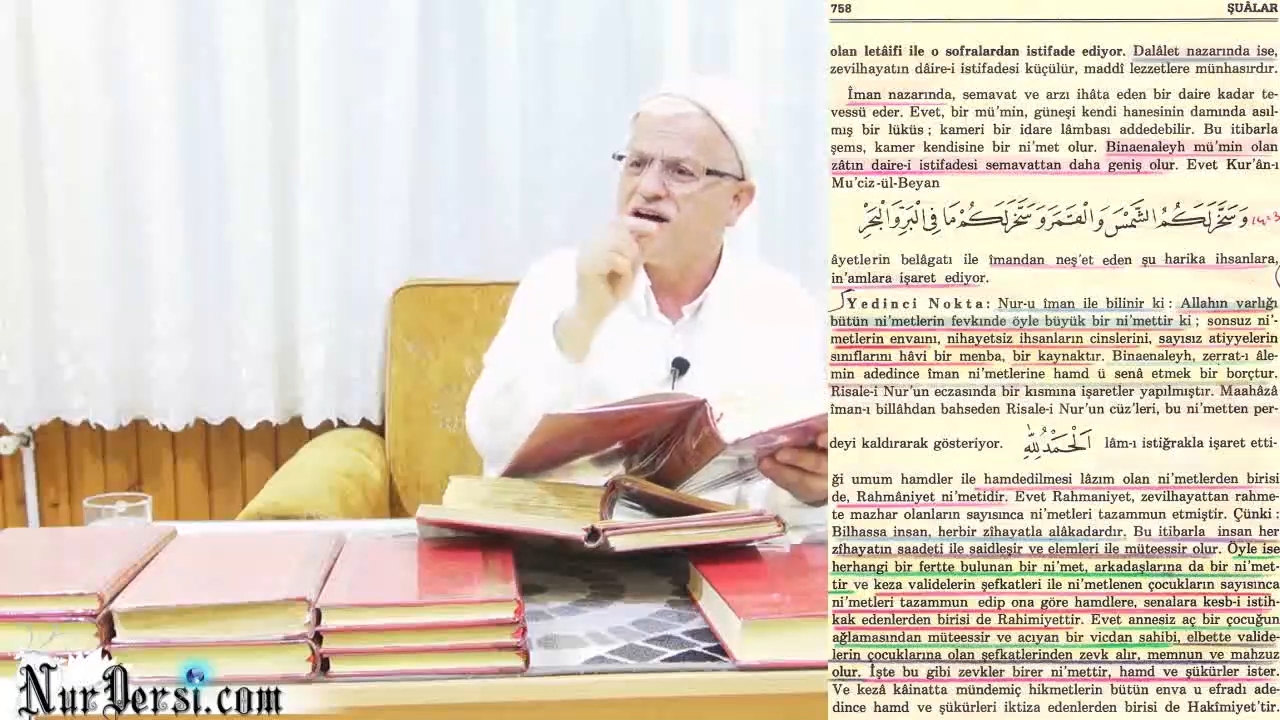 758 ŞUÂLAR
olan letâifi ile o sofralardan istifade ediyor. Dalâlet nazarında ise,
zevilhayatın dâire-i istifadesi küçülür, maddî lezzetlere münhasırdır.
Îman nazarında, semavat ve arzı ihâta eden bir daire kadar te-
vessü eder. Evet, bir mü'min, güneşi kendi hanesinin damında asıl-
mış bir lüküs ; kameri bir idare lâmbası addedebilir. Bu itibarla
şems, kamer kendisine bir ni'met olur. Binaenaleyh mü'min olan
zâtın daire-i istifadesi semavattan daha geniş olur. Evet Kur'ân-ı
Mu'ciz-ül-Beyan
وَسَخَّرَ لَكُمُ الشَّمْسَ وَالْقَمَرَ وَسَخَّرَ لَكُمْ مَا فِى الْبَرِّ وَالْبَحْرِ
âyetlerin belâgatı ile îmandan neş'et eden şu harika ihsanlara,
in'amlara işaret ediyor.
Yedinci Nokta: Nur-u îman ile bilinir ki : Allahın varlığı
bütün ni'metlerin fevkınde öyle büyük bir ni'mettir ki ; sonsuz ni'-
metlerin envaını, nihayetsiz ihsanların cinslerini, sayısız atiyyelerin
sınıflarını hâvi bir menba, bir kaynaktır. Binaenaleyh, zerrat-ı âle-
min adedince îman ni'metlerine hamd ü senâ etmek bir borçtur.
Risale-i Nur'un eczasında bir kısmına işaretler yapılmıştır. Maahâzâ
îman-ı billâhdan bahseden Risale-i Nur'un cüz'leri, bu ni'metten per-
deyi kaldırarak gösteriyor. اَلْحَمْدُ لِلّٰهِ lâm-ı istiğrakla işaret etti-
ği umum hamdler ile hamdedilmesi lâzım olan ni'metlerden birisi
de, Rahmâniyet ni'metidir. Evet Rahmaniyet, zevilhayattan rahme-
te mazhar olanların sayısınca ni'metleri tazammun etmiştir. Çünki :
Bilhassa insan, herbir zîhayatla alâkadardır. Bu itibarla insan her
zîhayatın saadeti ile saidleşir ve elemleri ile müteessir olur. Öyle ise
herhangi bir fertte bulunan bir ni'met, arkadaşlarına da bir ni'met-
tir ve keza validelerin şefkatleri ile ni'metlenen çocukların sayısınca
ni'metleri tazammun edip ona göre hamdlere, senalara kesb-i istih-
kak edenlerden birisi de Rahimiyettir. Evet annesiz aç bir çocuğun
ağlamasından müteessir ve acıyan bir vicdan sahibi, elbette valide-
lerin çocuklarına olan şefkatlerinden zevk alır, memnun ve mahzuz
olur. İşte bu gibi zevkler birer ni'mettir, hamd ve şükürler ister.
Ve kezâ kâinatta mündemiç hikmetlerin bütün enva u efradı ade-
dince hamd ve şükürleri iktiza edenlerden birisi de Hakîmiyet'tir.
NurDersi.com